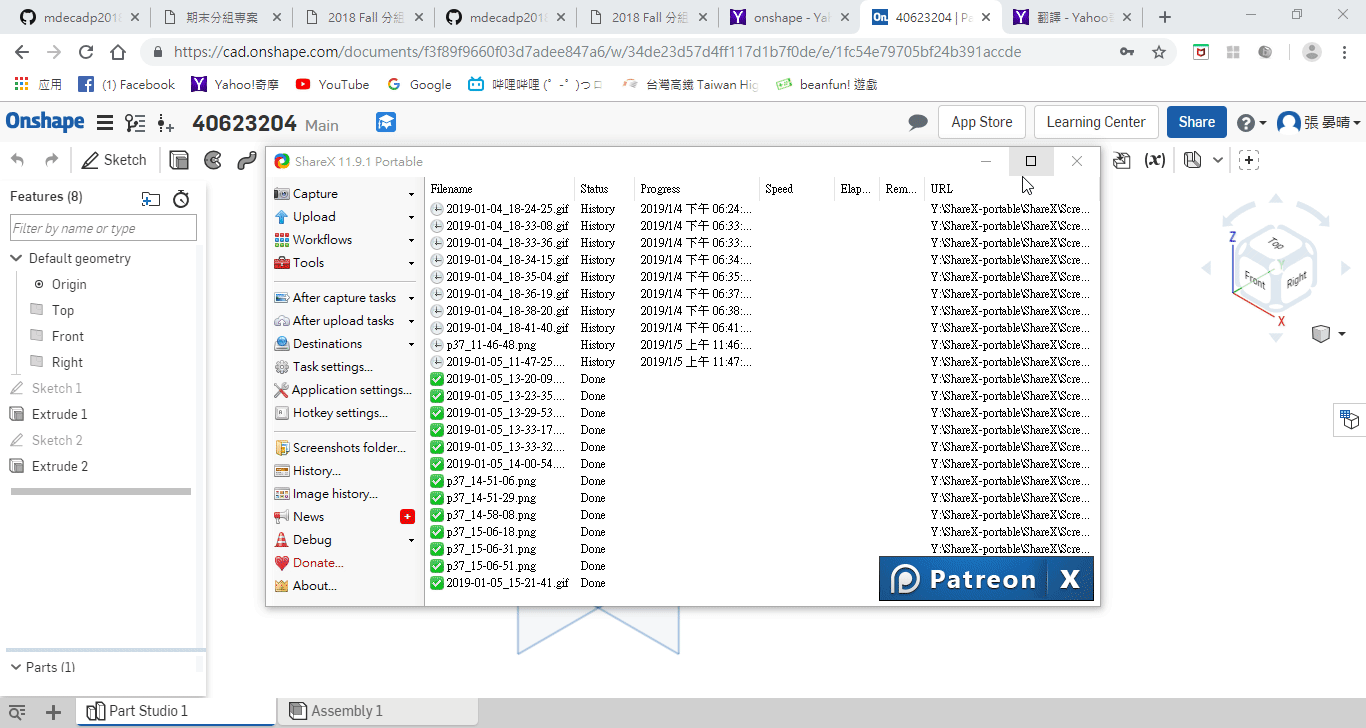 mdecadp2018
期末分組專案
2018 Fall 分組
mdecadp2018
2018 Fall 分組
onshape - Ya
40623204 | Pa
翻譯 - Yahoo奇
https://cad.onshape.com/documents/f3f89f9660f03d7adee847a6/w/34de23d57d4ff117d1b7f0de/e/1fc54e79705bf24b391accde
应用
(1) Facebook
Yahoo!奇摩
YouTube
Google
哔哩哔哩 (゜-゜)つロ
台灣高鐵 Taiwan Hig
beanfun! 遊戲
Onshape
40623204 Main
App Store
Learning Center
Share
張 晏晴
Sketch
(x)
Features (8)
Filter by name or type
Default geometry
Origin
Top
Front
Right
Sketch 1
Extrude 1
Sketch 2
Extrude 2
Parts (1)
ShareX 11.9.1 Portable
Capture
Upload
Workflows
Tools
After capture tasks
After upload tasks
Destinations
Task settings...
Application settings...
Hotkey settings...
Screenshots folder...
History...
Image history...
News
Debug
Donate...
About...
Filename Status Progress Speed Elap... Rem... URL
2019-01-04_18-24-25.gif History 2019/1/4 下午 06:24:... Y:\ShareX-portable\ShareX\Scre...
2019-01-04_18-33-08.gif History 2019/1/4 下午 06:33:... Y:\ShareX-portable\ShareX\Scre...
2019-01-04_18-33-36.gif History 2019/1/4 下午 06:33:... Y:\ShareX-portable\ShareX\Scre...
2019-01-04_18-34-15.gif History 2019/1/4 下午 06:34:... Y:\ShareX-portable\ShareX\Scre...
2019-01-04_18-35-04.gif History 2019/1/4 下午 06:35:... Y:\ShareX-portable\ShareX\Scre...
2019-01-04_18-36-19.gif History 2019/1/4 下午 06:37:... Y:\ShareX-portable\ShareX\Scre...
2019-01-04_18-38-20.gif History 2019/1/4 下午 06:38:... Y:\ShareX-portable\ShareX\Scre...
2019-01-04_18-41-40.gif History 2019/1/4 下午 06:41:... Y:\ShareX-portable\ShareX\Scre...
p37_11-46-48.png History 2019/1/5 上午 11:46:... Y:\ShareX-portable\ShareX\Scre...
2019-01-05_11-47-25.... History 2019/1/5 上午 11:47:... Y:\ShareX-portable\ShareX\Scre...
2019-01-05_13-20-09.... Done Y:\ShareX-portable\ShareX\Scre...
2019-01-05_13-23-35.... Done Y:\ShareX-portable\ShareX\Scre...
2019-01-05_13-29-53.... Done Y:\ShareX-portable\ShareX\Scre...
2019-01-05_13-33-17.... Done Y:\ShareX-portable\ShareX\Scre...
2019-01-05_13-33-32.... Done Y:\ShareX-portable\ShareX\Scre...
2019-01-05_14-00-54.... Done Y:\ShareX-portable\ShareX\Scre...
p37_14-51-06.png Done Y:\ShareX-portable\ShareX\Scre...
p37_14-51-29.png Done Y:\ShareX-portable\ShareX\Scre...
p37_14-58-08.png Done Y:\ShareX-portable\ShareX\Scre...
p37_15-06-18.png Done Y:\ShareX-portable\ShareX\Scre...
p37_15-06-31.png Done Y:\ShareX-portable\ShareX\Scre...
p37_15-06-51.png Done
2019-01-05_15-21-41.gif Done
Patreon X
Z
Top
Front
Right
Y
X
Part Studio 1
Assembly 1